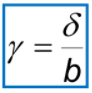 γ = δ / b